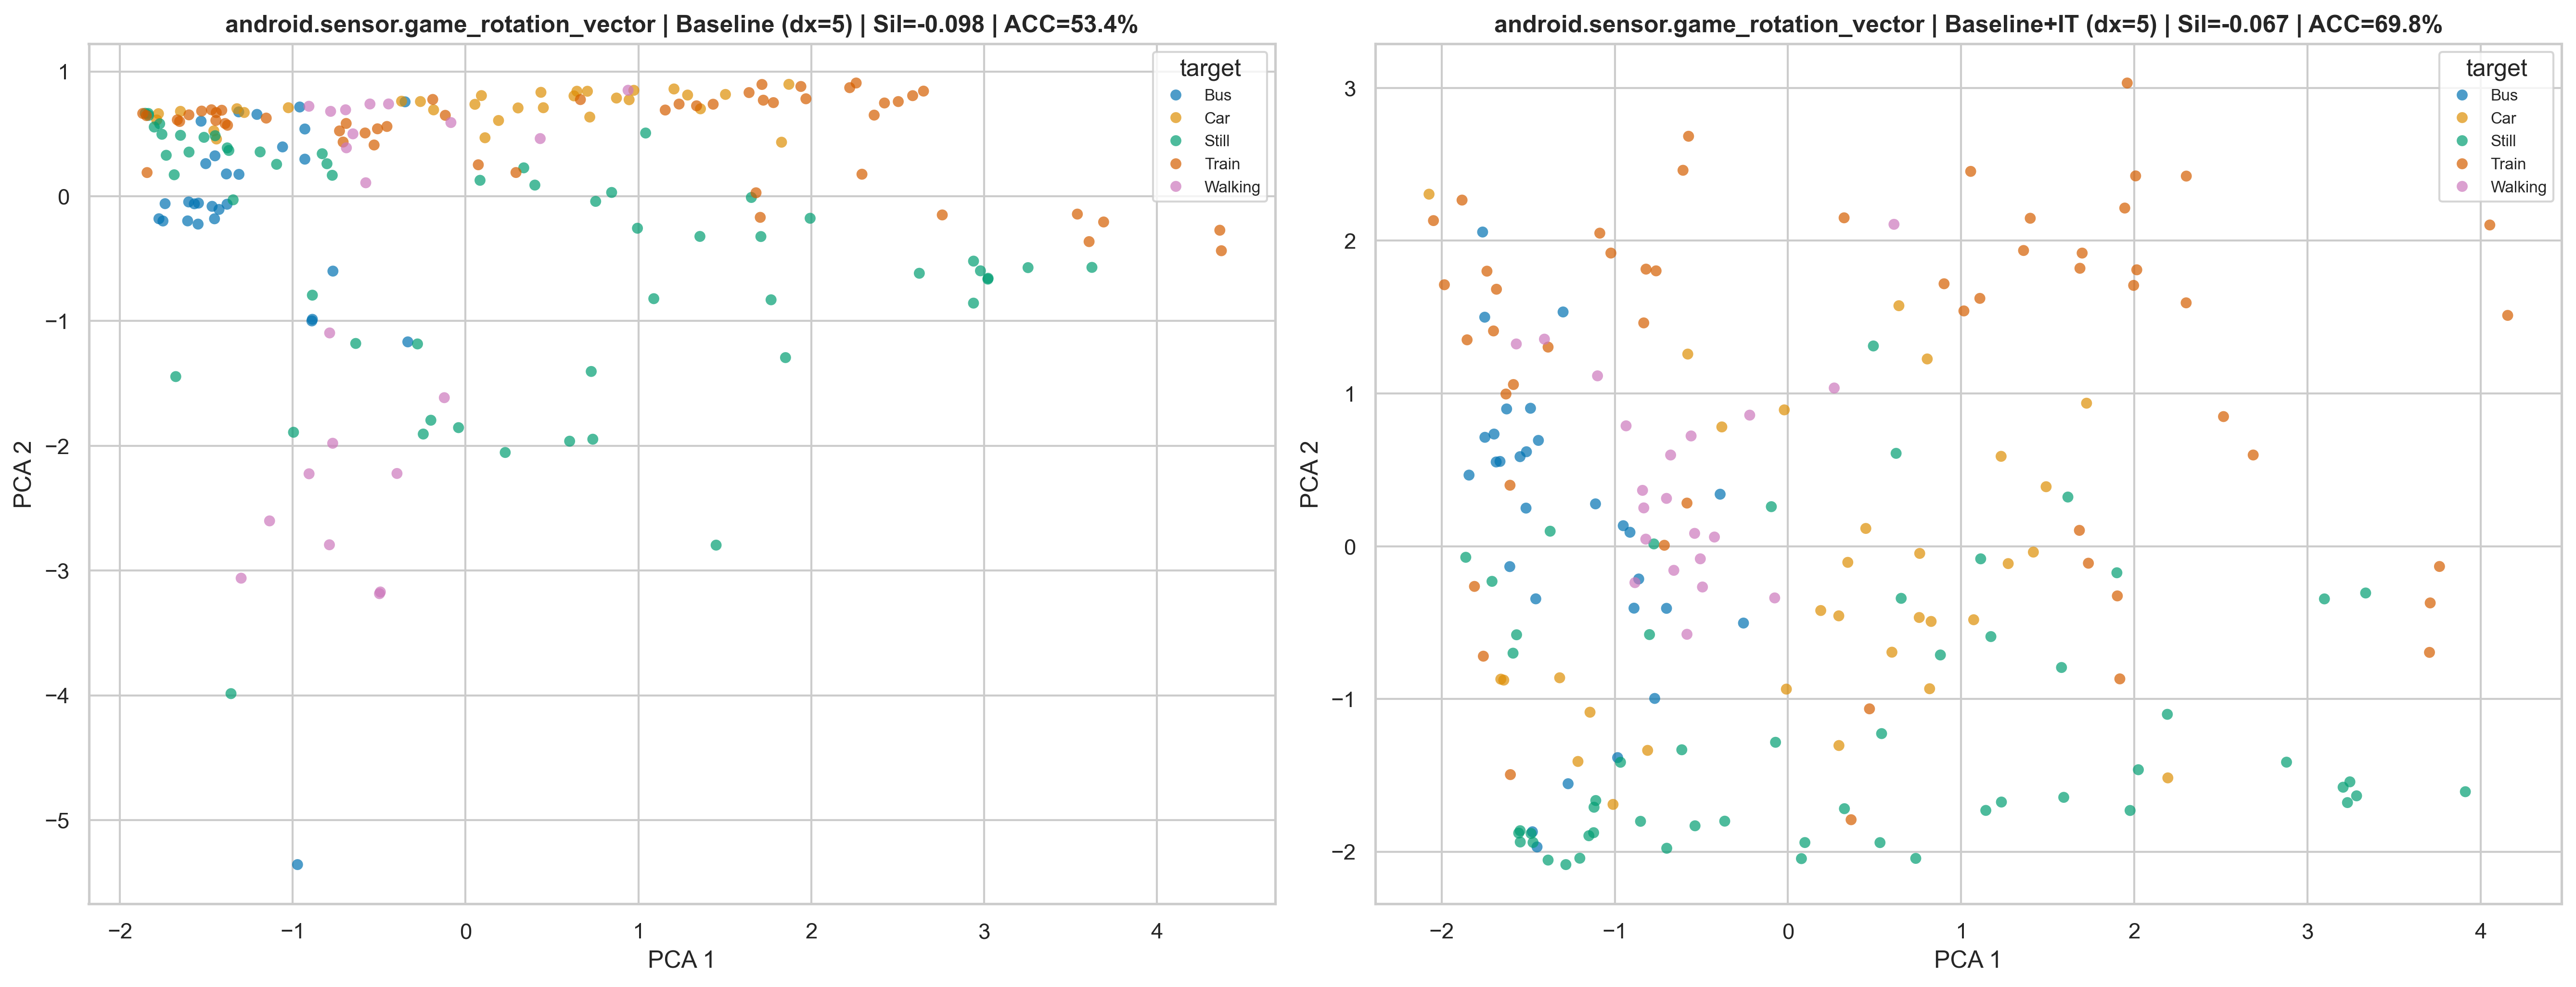 android.sensor.game_rotation_vector | Baseline (dx=5) | Sil=-0.098 | ACC=53.4%
target
Bus
Car
Still
Train
Walking
1
0
−1
−2
−3
−4
−5
PCA 2
−2 −1 0 1 2 3 4
PCA 1
android.sensor.game_rotation_vector | Baseline+IT (dx=5) | Sil=-0.067 | ACC=69.8%
target
Bus
Car
Still
Train
Walking
3
2
1
0
−1
−2
PCA 2
−2 −1 0 1 2 3 4
PCA 1